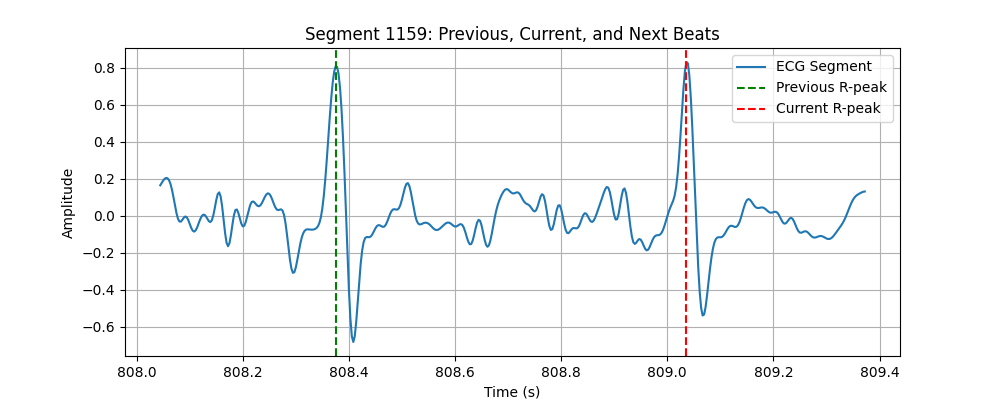 Segment 1159: Previous, Current, and Next Beats
ECG Segment
Previous R-peak
Current R-peak
Amplitude
0.8
0.6
0.4
0.2
0.0
−0.2
−0.4
−0.6
808.0 808.2 808.4 808.6 808.8 809.0 809.2 809.4
Time (s)